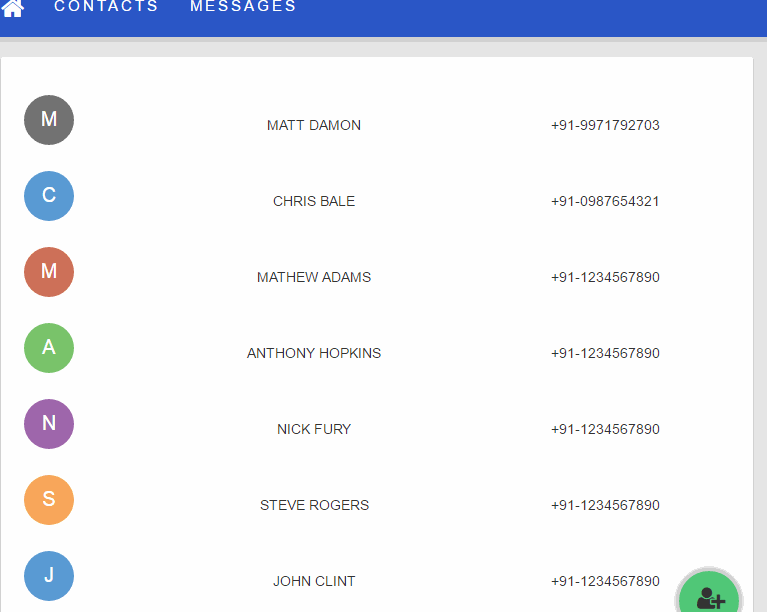 CONTACTS MESSAGES
M MATT DAMON +91-9971792703
C CHRIS BALE +91-0987654321
M MATHEW ADAMS +91-1234567890
A ANTHONY HOPKINS +91-1234567890
N NICK FURY +91-1234567890
S STEVE ROGERS +91-1234567890
J JOHN CLINT +91-1234567890